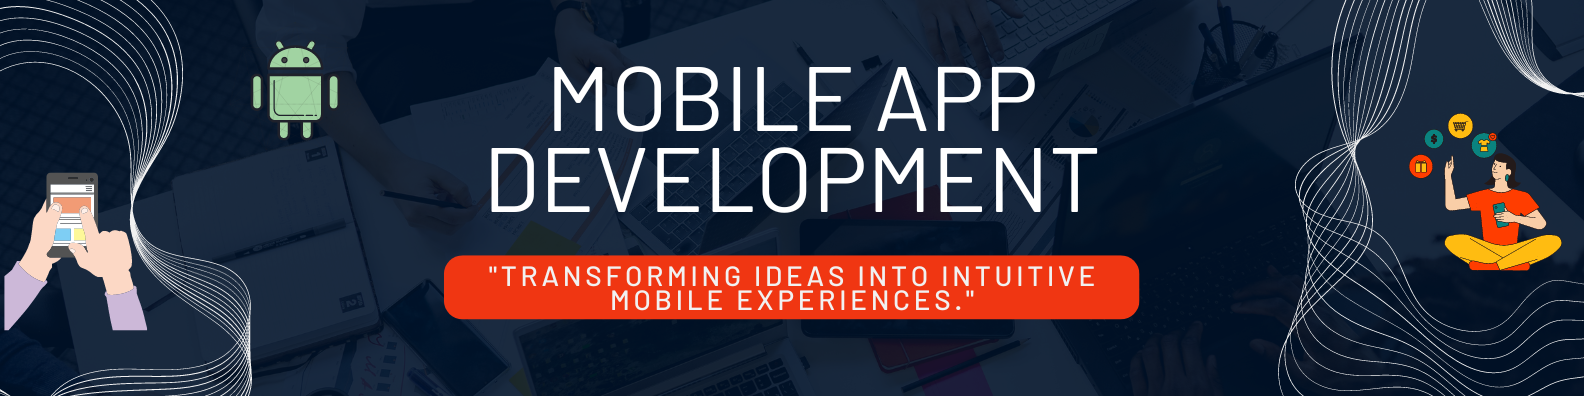 MOBILE APP
DEVELOPMENT
"TRANSFORMING IDEAS INTO INTUITIVE
MOBILE EXPERIENCES."